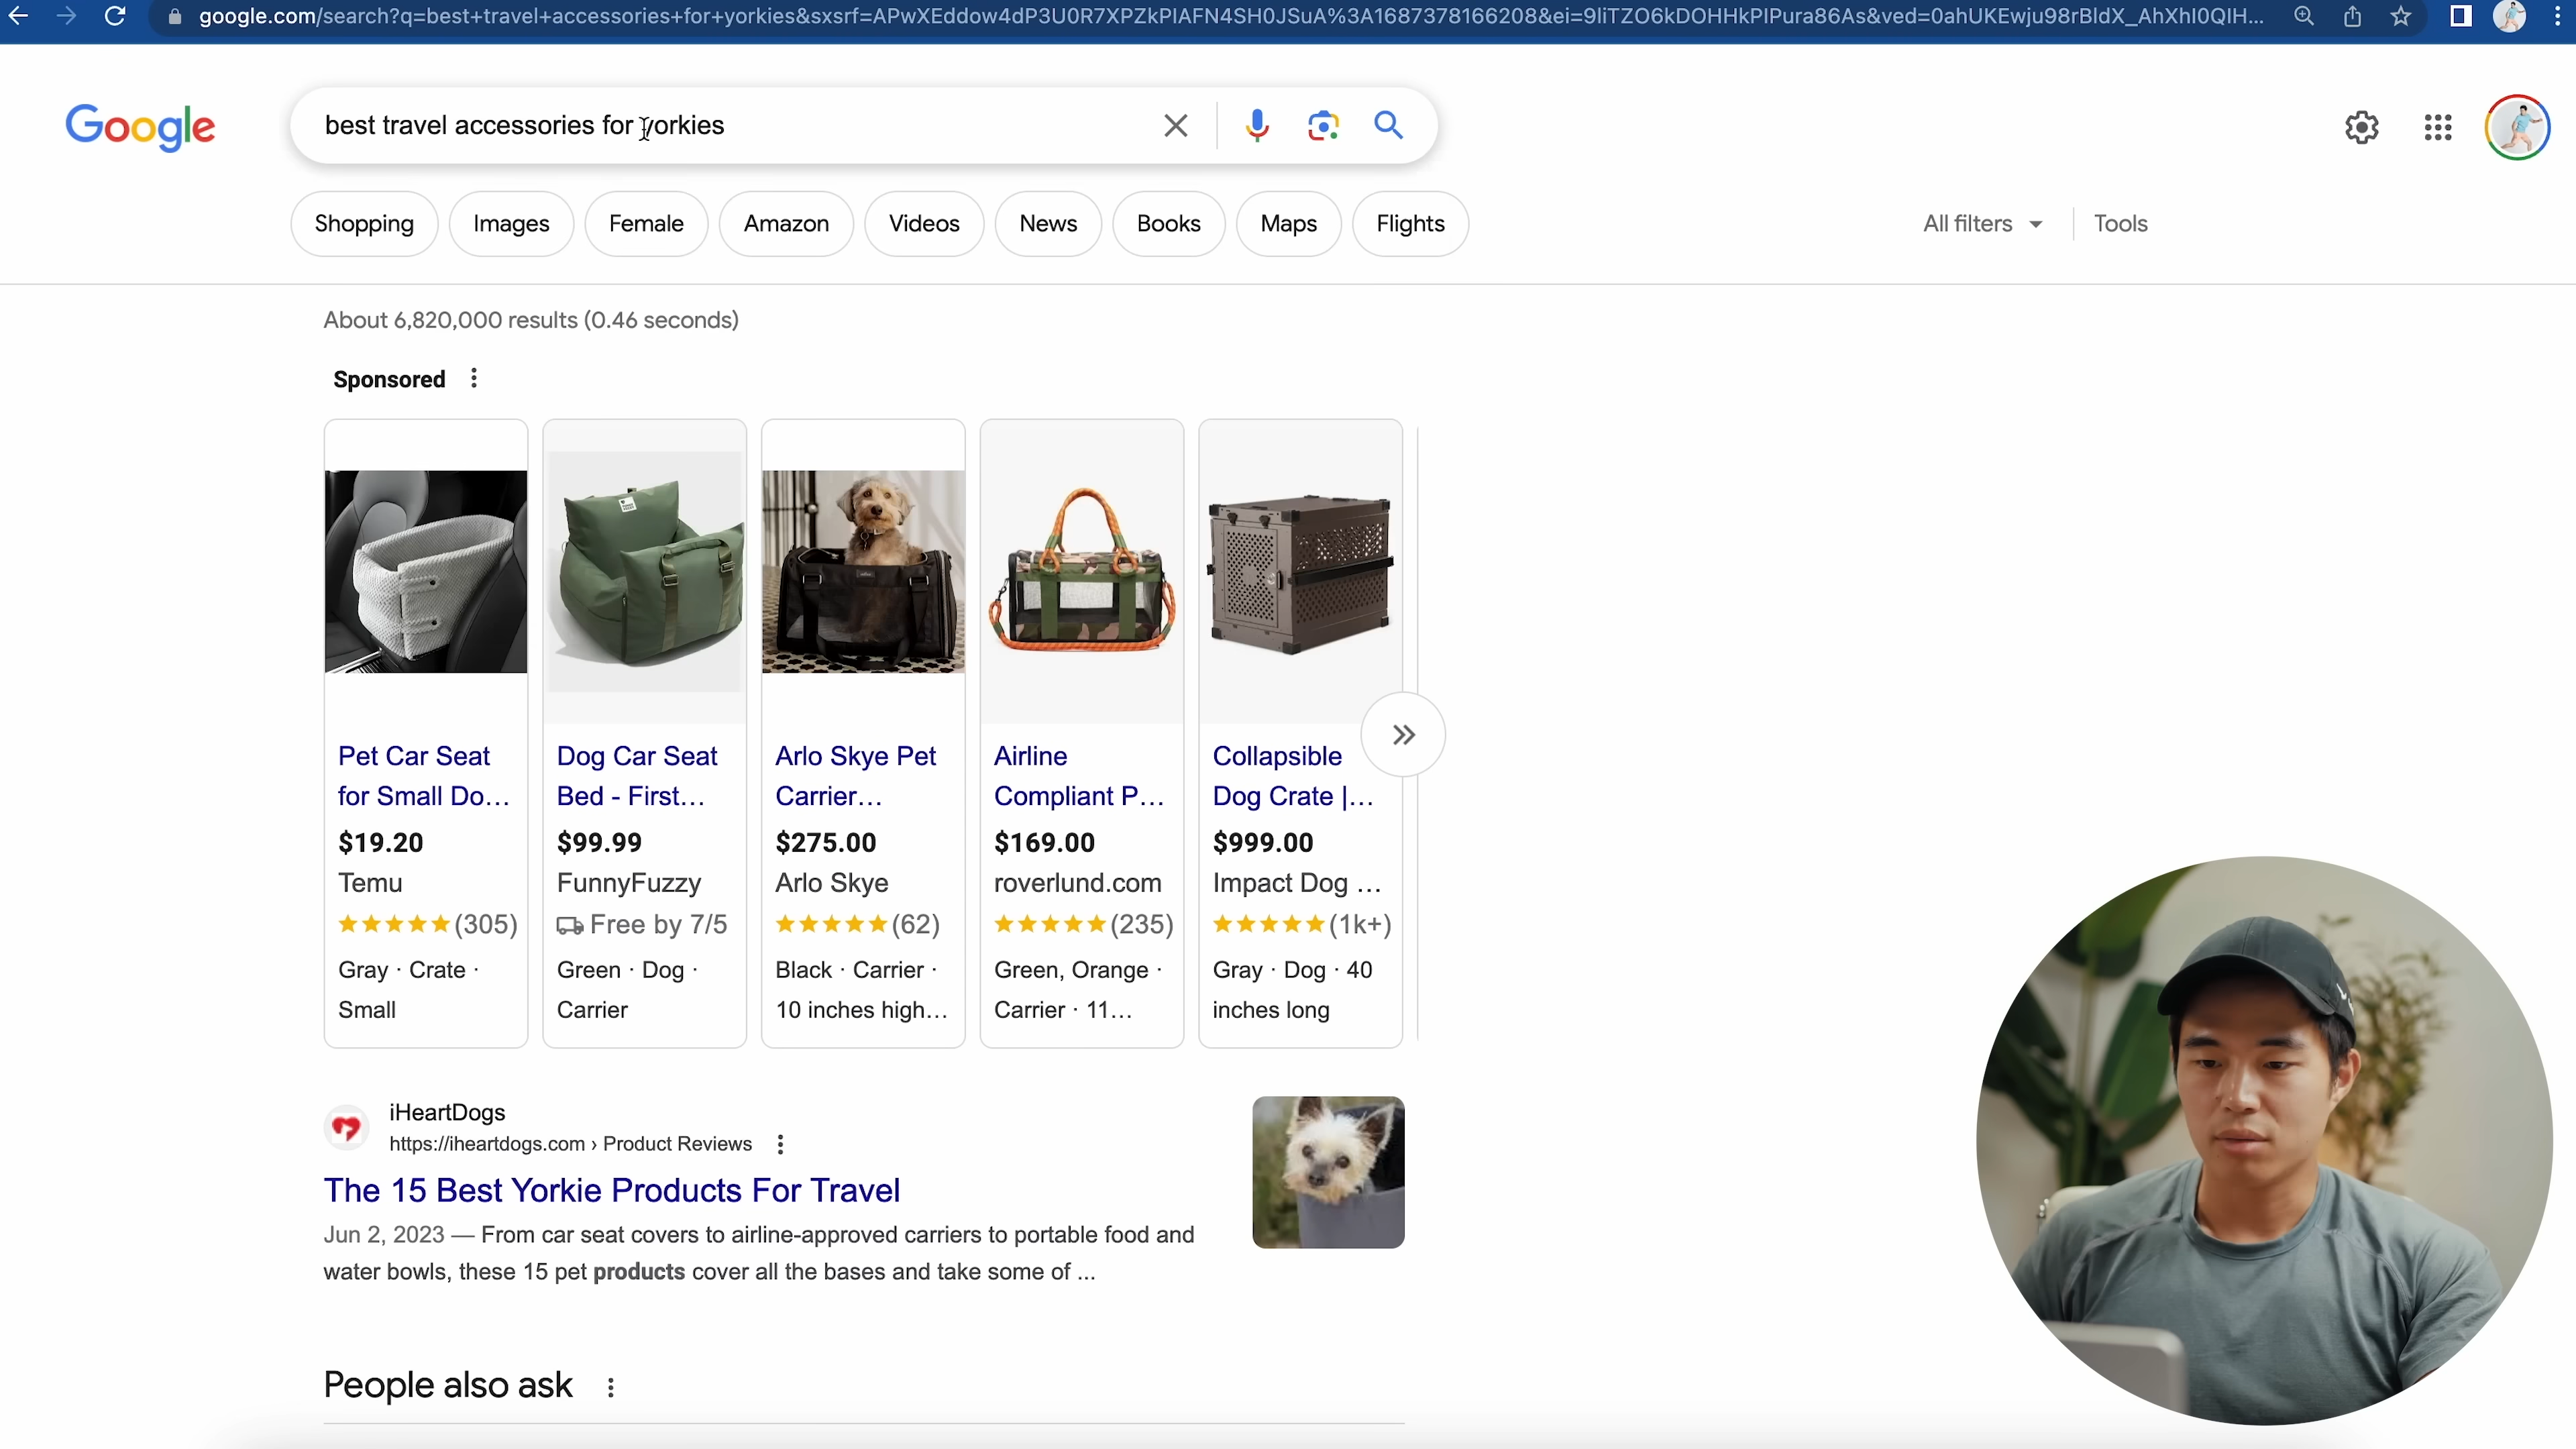 google.com/search?q=best+travel+accessories+for+yorkies&sxsrf=APwXEddow4dP3U0R7XPZkPIAFN4SH0JSuA%3A1687378166208&ei=9liTZO6kDOHHkPIPura86As&ved=0ahUKEwju98rBldX_AhXhI0QIH...
Google
best travel accessories for yorkies
Shopping Images Female Amazon Videos News Books Maps Flights All filters Tools
About 6,820,000 results (0.46 seconds)
Sponsored
Pet Car Seat
for Small Do...
$19.20
Temu
(305)
Gray · Crate ·
Small
Dog Car Seat
Bed - First...
$99.99
FunnyFuzzy
Free by 7/5
Green · Dog ·
Carrier
Arlo Skye Pet
Carrier...
$275.00
Arlo Skye
(62)
Black · Carrier ·
10 inches high...
Airline
Compliant P...
$169.00
roverlund.com
(235)
Green, Orange ·
Carrier · 11...
Collapsible
Dog Crate |...
$999.00
Impact Dog ...
(1k+)
Gray · Dog · 40
inches long
iHeartDogs
https://iheartdogs.com › Product Reviews
The 15 Best Yorkie Products For Travel
Jun 2, 2023 — From car seat covers to airline-approved carriers to portable food and
water bowls, these 15 pet products cover all the bases and take some of ...
People also ask